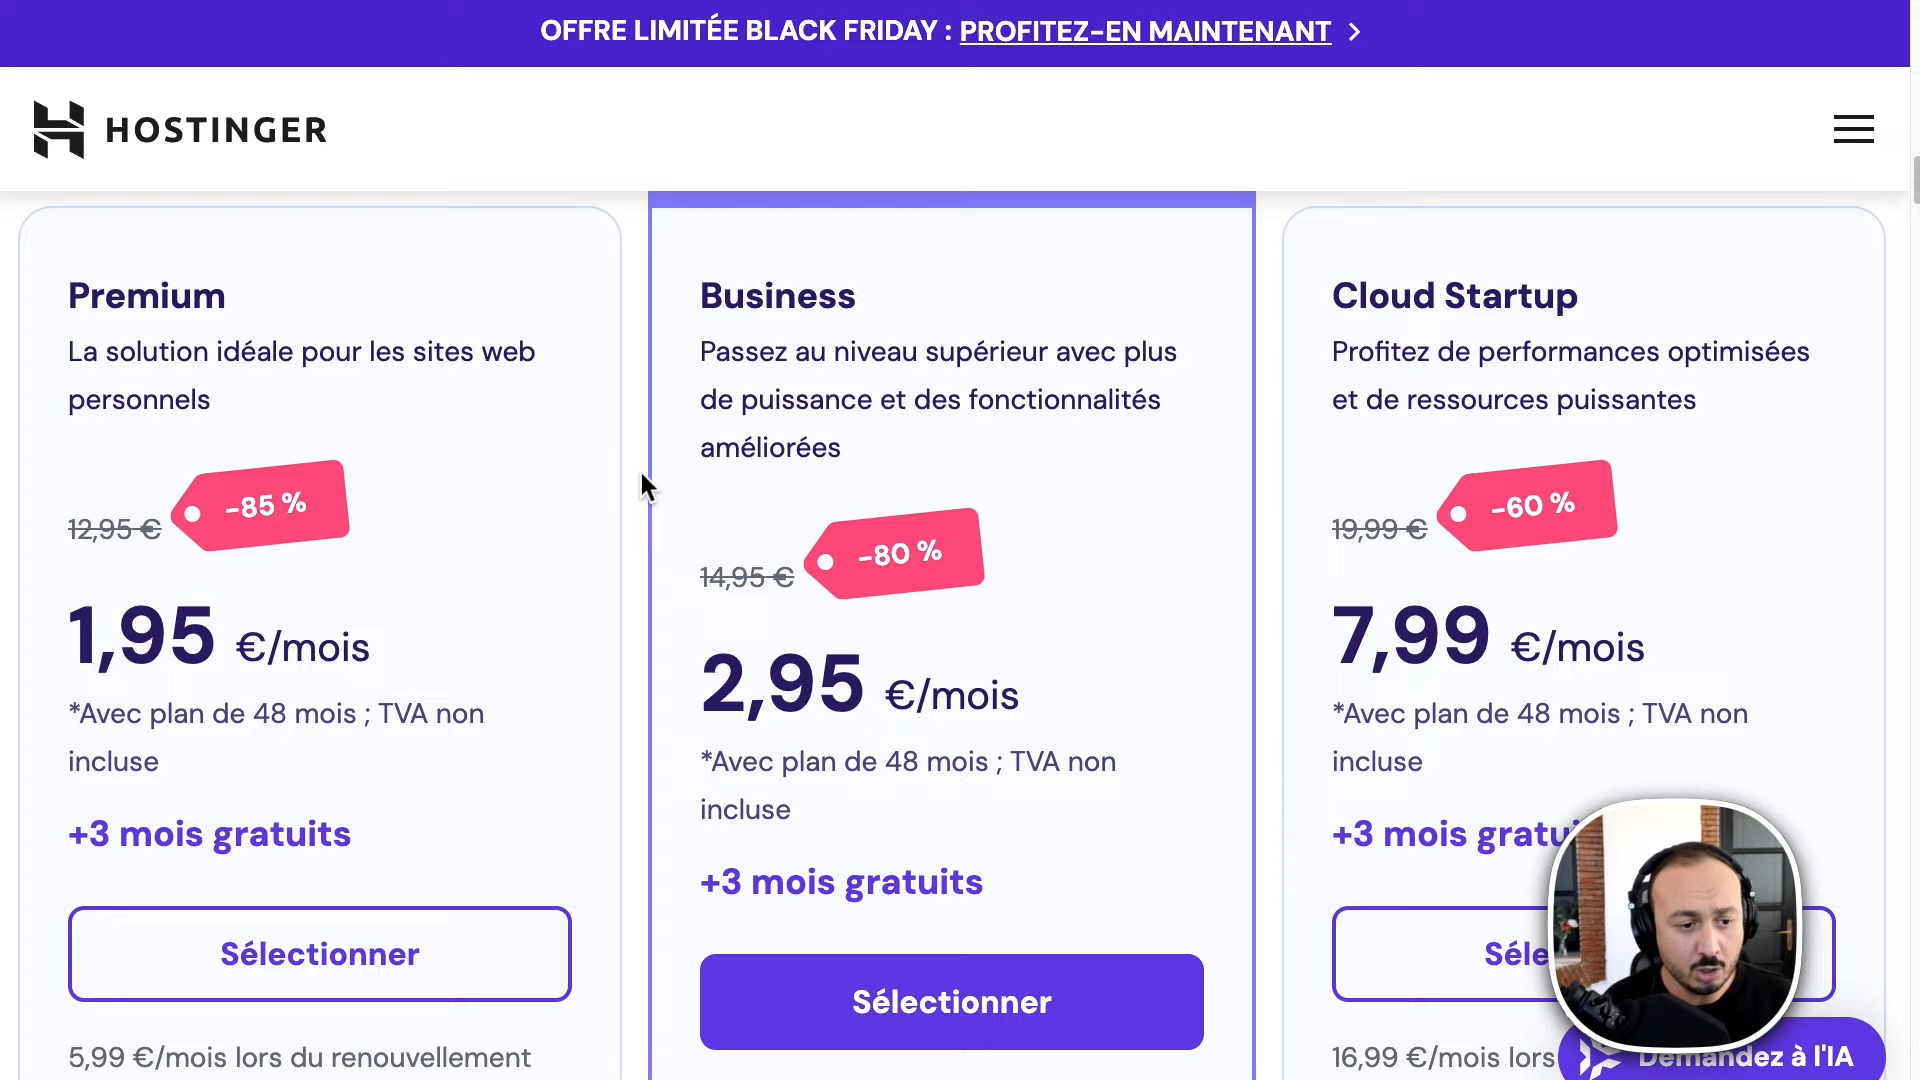 OFFRE LIMITÉE BLACK FRIDAY : PROFITEZ-EN MAINTENANT
HOSTINGER
Premium
La solution idéale pour les sites web
personnels
12,95 €
-85 %
1,95 €/mois
*Avec plan de 48 mois ; TVA non
incluse
+3 mois gratuits
Sélectionner
5,99 €/mois lors du renouvellement
Business
Passez au niveau supérieur avec plus
de puissance et des fonctionnalités
améliorées
14,95 €
-80 %
2,95 €/mois
*Avec plan de 48 mois ; TVA non
incluse
+3 mois gratuits
Sélectionner
Cloud Startup
Profitez de performances optimisées
et de ressources puissantes
19,99 €
-60 %
7,99 €/mois
*Avec plan de 48 mois ; TVA non
incluse
+3 mois
16,99 €/mois lors
Demandez à l'IA